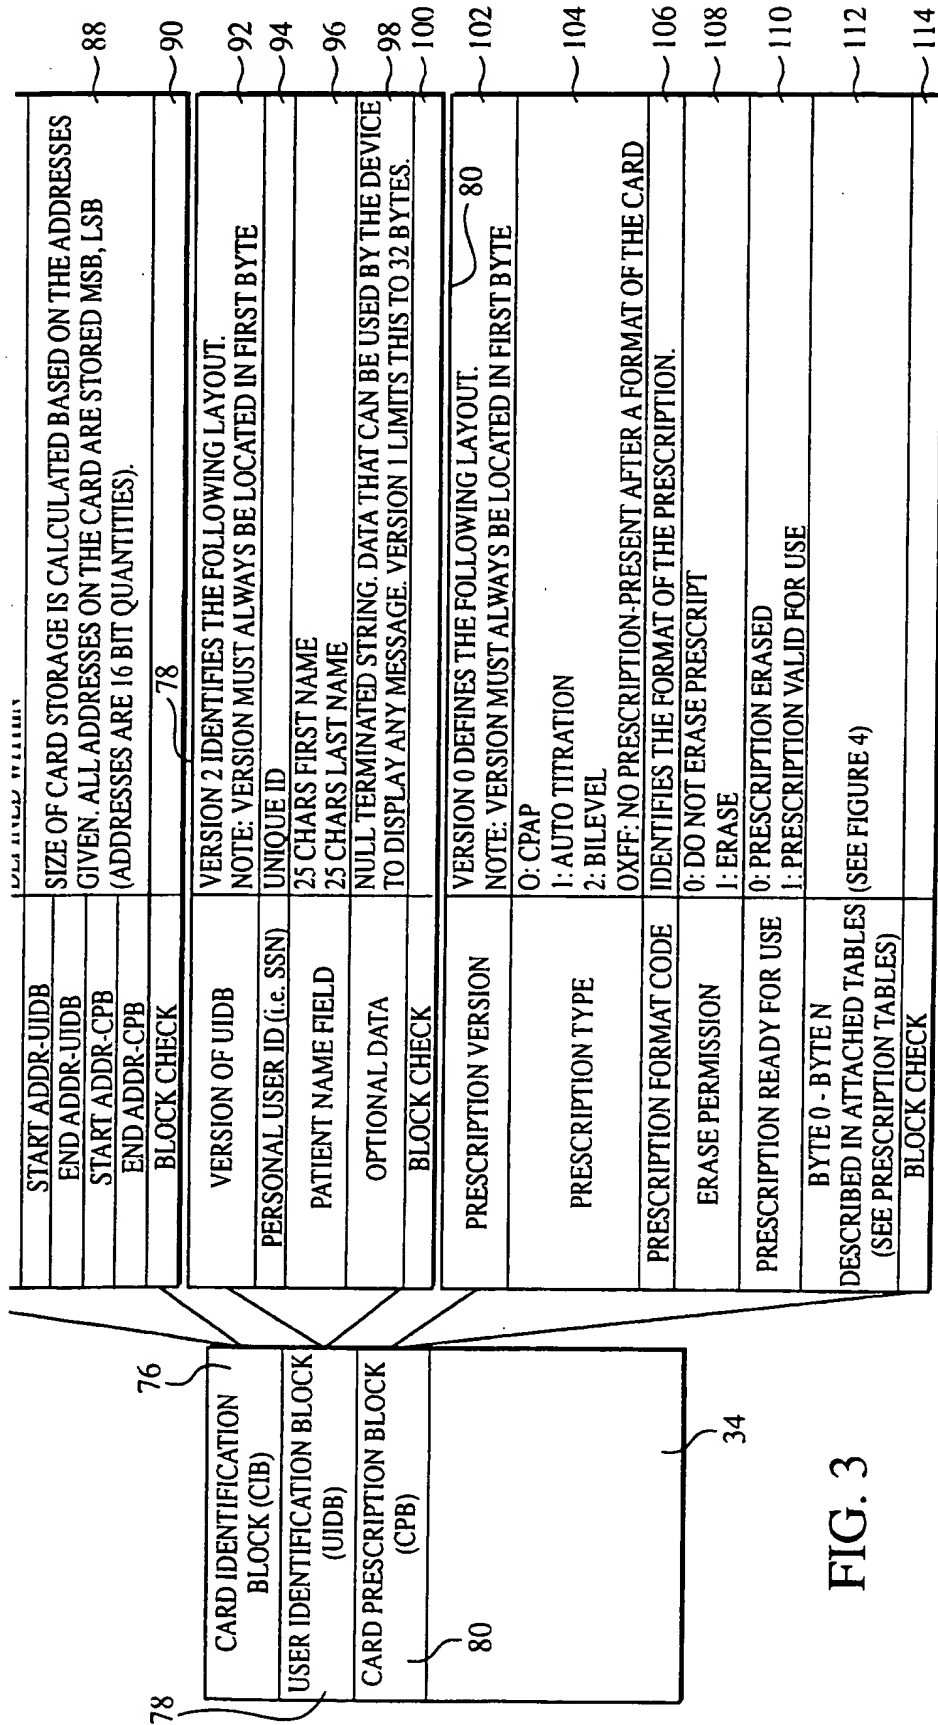 DEFINED WITHIN
START ADDR-UIDB
END ADDR-UIDB
START ADDR-CPB
END ADDR-CPB
SIZE OF CARD STORAGE IS CALCULATED BASED ON THE ADDRESSES
GIVEN. ALL ADDRESSES ON THE CARD ARE STORED MSB, LSB
(ADDRESSES ARE 16 BIT QUANTITIES).
88
BLOCK CHECK
90
78
VERSION OF UIDB
VERSION 2 IDENTIFIES THE FOLLOWING LAYOUT.
NOTE: VERSION MUST ALWAYS BE LOCATED IN FIRST BYTE
92
PERSONAL USER ID (i.e. SSN)
UNIQUE ID
94
PATIENT NAME FIELD
25 CHARS FIRST NAME
25 CHARS LAST NAME
96
OPTIONAL DATA
NULL TERMINATED STRING. DATA THAT CAN BE USED BY THE DEVICE
TO DISPLAY ANY MESSAGE. VERSION 1 LIMITS THIS TO 32 BYTES.
98
BLOCK CHECK
100
80
PRESCRIPTION VERSION
VERSION 0 DEFINES THE FOLLOWING LAYOUT.
NOTE: VERSION MUST ALWAYS BE LOCATED IN FIRST BYTE
102
PRESCRIPTION TYPE
O: CPAP
1: AUTO TITRATION
2: BILEVEL
OXFF: NO PRESCRIPTION-PRESENT AFTER A FORMAT OF THE CARD
104
PRESCRIPTION FORMAT CODE
IDENTIFIES THE FORMAT OF THE PRESCRIPTION.
106
ERASE PERMISSION
0: DO NOT ERASE PRESCRIPT
1: ERASE
108
PRESCRIPTION READY FOR USE
0: PRESCRIPTION ERASED
1: PRESCRIPTION VALID FOR USE
110
BYTE 0 - BYTE N
DESCRIBED IN ATTACHED TABLES
(SEE PRESCRIPTION TABLES)
(SEE FIGURE 4)
112
BLOCK CHECK
114
76
CARD IDENTIFICATION
BLOCK (CIB)
USER IDENTIFICATION BLOCK
(UIDB)
78
CARD PRESCRIPTION BLOCK
(CPB)
80
34
FIG. 3